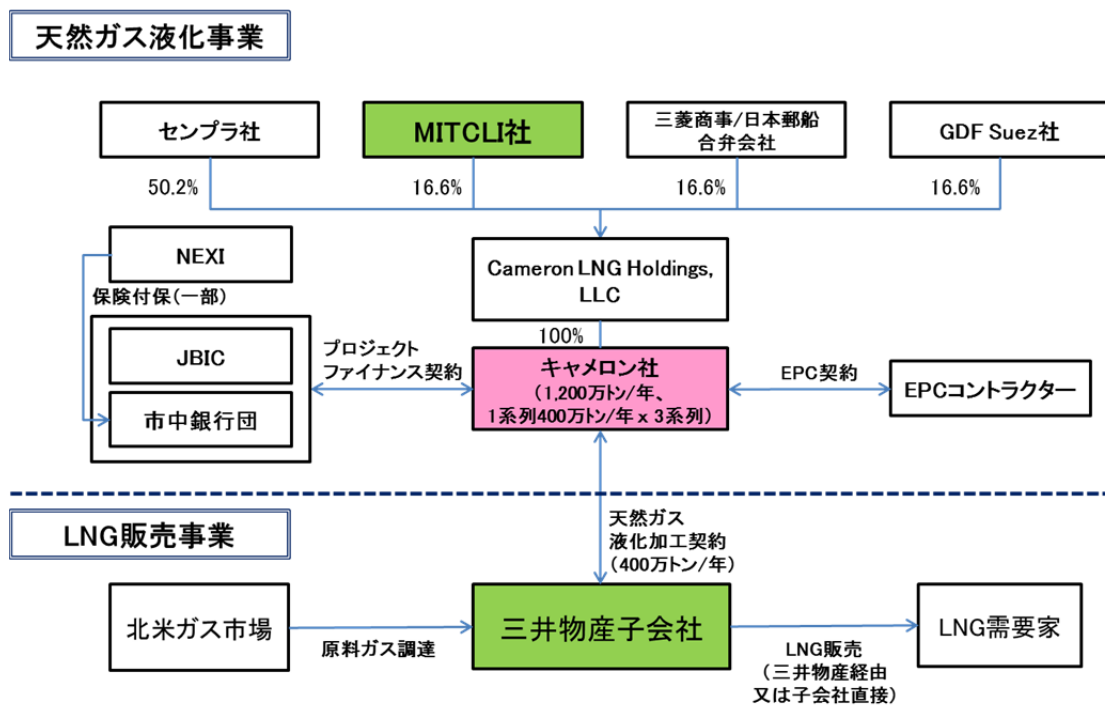 天然ガス液化事業
センプラ社
MITCLI社
三菱商事/日本郵船
合弁会社
GDF Suez社
50.2%
16.6%
16.6%
16.6%
NEXI
Cameron LNG Holdings,
LLC
保険付保(一部)
100%
JBIC
市中銀行団
プロジェクト
ファイナンス契約
キャメロン社
(1,200万トン/年、
1系列400万トン/年 x 3系列)
EPC契約
EPCコントラクター
LNG販売事業
天然ガス
液化加工契約
(400万トン/年)
北米ガス市場
原料ガス調達
三井物産子会社
LNG販売
(三井物産経由
又は子会社直接)
LNG需要家